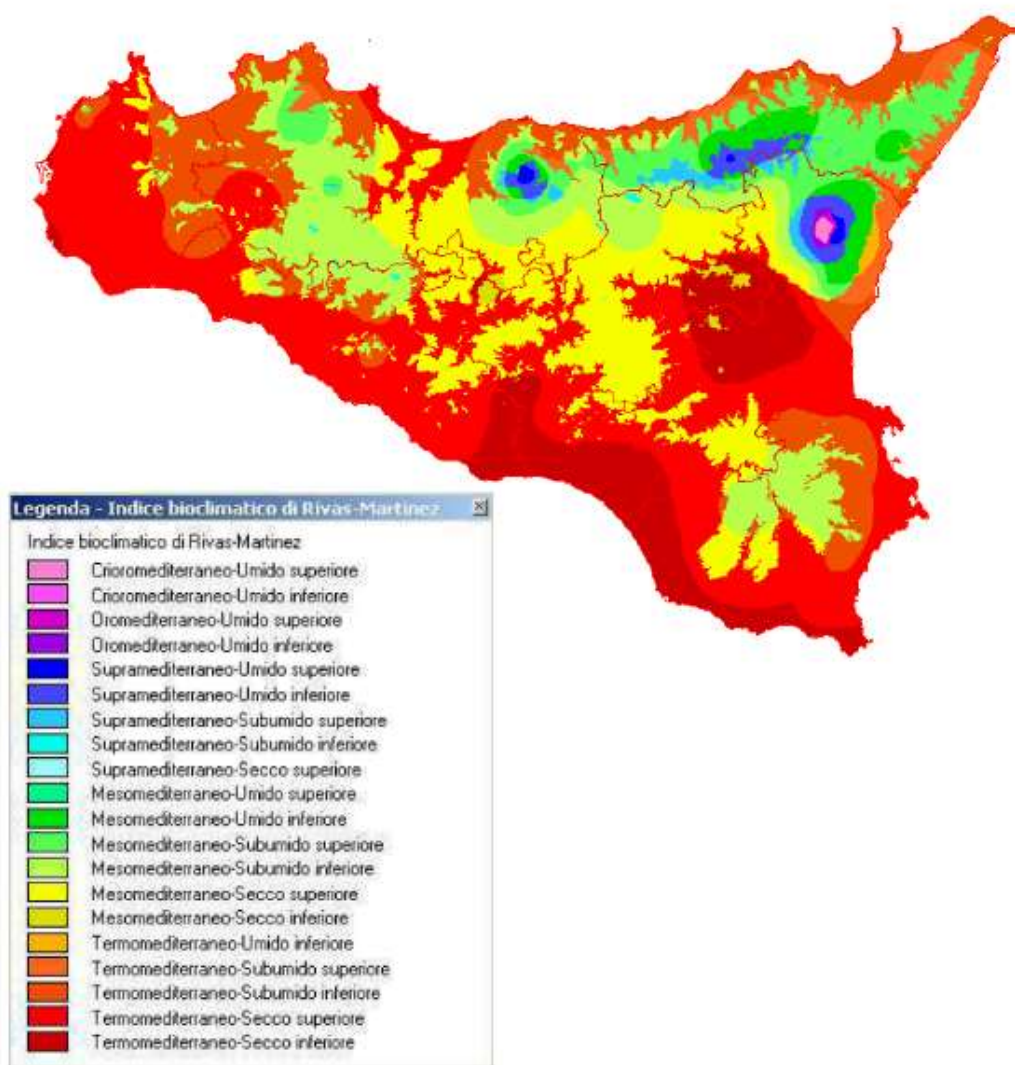 Legenda - Indice bioclimatico di Rivas-Martinez
Indice bioclimatico di Rivas-Martinez
Crioromediterraneo-Umido superiore
Crioromediterraneo-Umido inferiore
Oromediterraneo-Umido superiore
Oromediterraneo-Umido inferiore
Supramediterraneo-Umido superiore
Supramediterraneo-Umido inferiore
Supramediterraneo-Subumido superiore
Supramediterraneo-Subumido inferiore
Supramediterraneo-Secco superiore
Mesomediterraneo-Umido superiore
Mesomediterraneo-Umido inferiore
Mesomediterraneo-Subumido superiore
Mesomediterraneo-Subumido inferiore
Mesomediterraneo-Secco superiore
Mesomediterraneo-Secco inferiore
Termomediterraneo-Umido inferiore
Termomediterraneo-Subumido superiore
Termomediterraneo-Subumido inferiore
Termomediterraneo-Secco superiore
Termomediterraneo-Secco inferiore